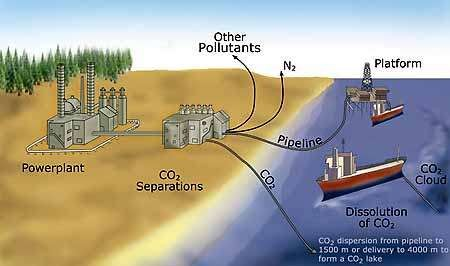 Other
Pollutants
N₂
Platform
Pipeline
Powerplant
CO₂
Separations
CO₂
CO₂
Cloud
Dissolution
of CO₂
CO₂ dispersion from pipeline to
1500 m or delivery to 4000 m to
form a CO₂ lake